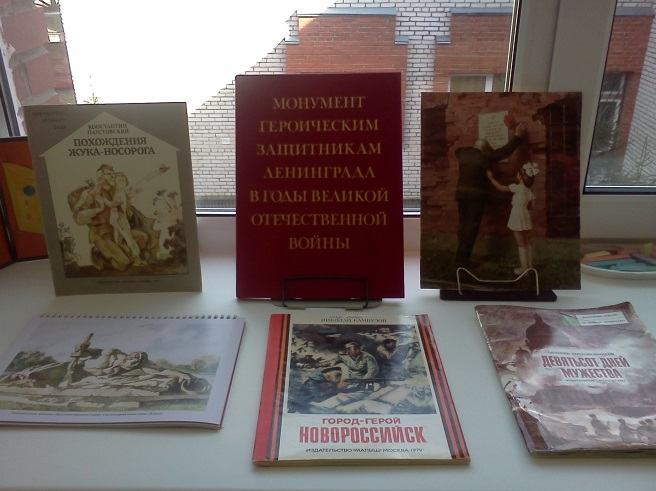 КОНСТАНТИН
ПАУСТОВСКИЙ
ПОХОЖДЕНИЯ
ЖУКА-НОСОРОГА
МОНУМЕНТ
ГЕРОИЧЕСКИМ
ЗАЩИТНИКАМ
ЛЕНИНГРАДА
В ГОДЫ ВЕЛИКОЙ
ОТЕЧЕСТВЕННОЙ
ВОЙНЫ
НИКОЛАЙ
ГОРОД-ГЕРОЙ
НОВОРОССИЙСК
ИЗДАТЕЛЬСТВО «МАЛЫШ» МОСКВА 1979
ДЕВЯТЬСОТ ДНЕЙ
МУЖЕСТВА